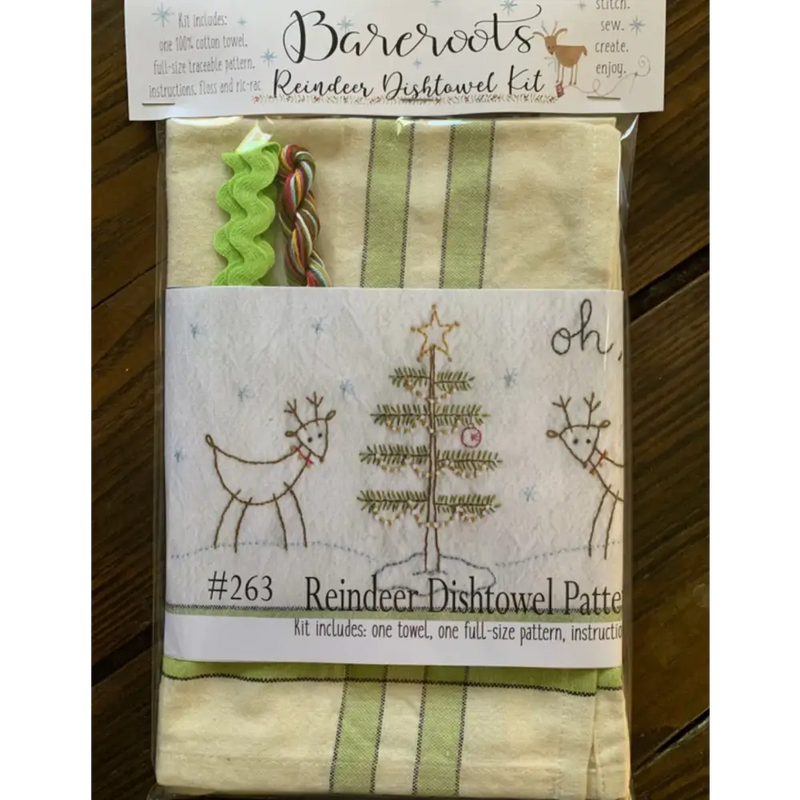 Kit includes:
one 100% cotton towel,
full-size traceable pattern,
instructions, floss and ric-rac
Bareroots
Reindeer Dishtowel Kit
stitch.
sew.
create.
enjoy.
oh,
#263 Reindeer Dishtowel Patte
Kit includes: one towel, one full-size pattern, instructio